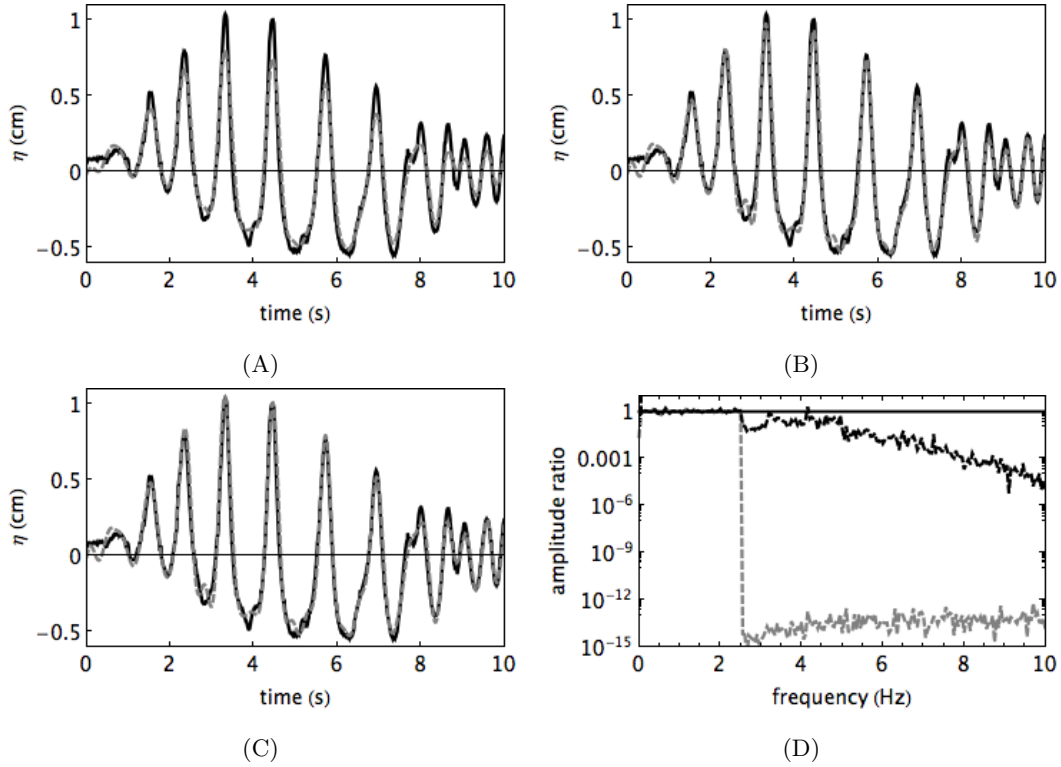 1
0.5
0
−0.5
η (cm)
0 2 4 6 8 10
time (s)
(A)
1
0.5
0
−0.5
η (cm)
0 2 4 6 8 10
time (s)
(B)
1
0.5
0
−0.5
η (cm)
0 2 4 6 8 10
time (s)
(C)
1
0.001
10⁻⁶
10⁻⁹
10⁻¹²
10⁻¹⁵
amplitude ratio
0 2 4 6 8 10
frequency (Hz)
(D)